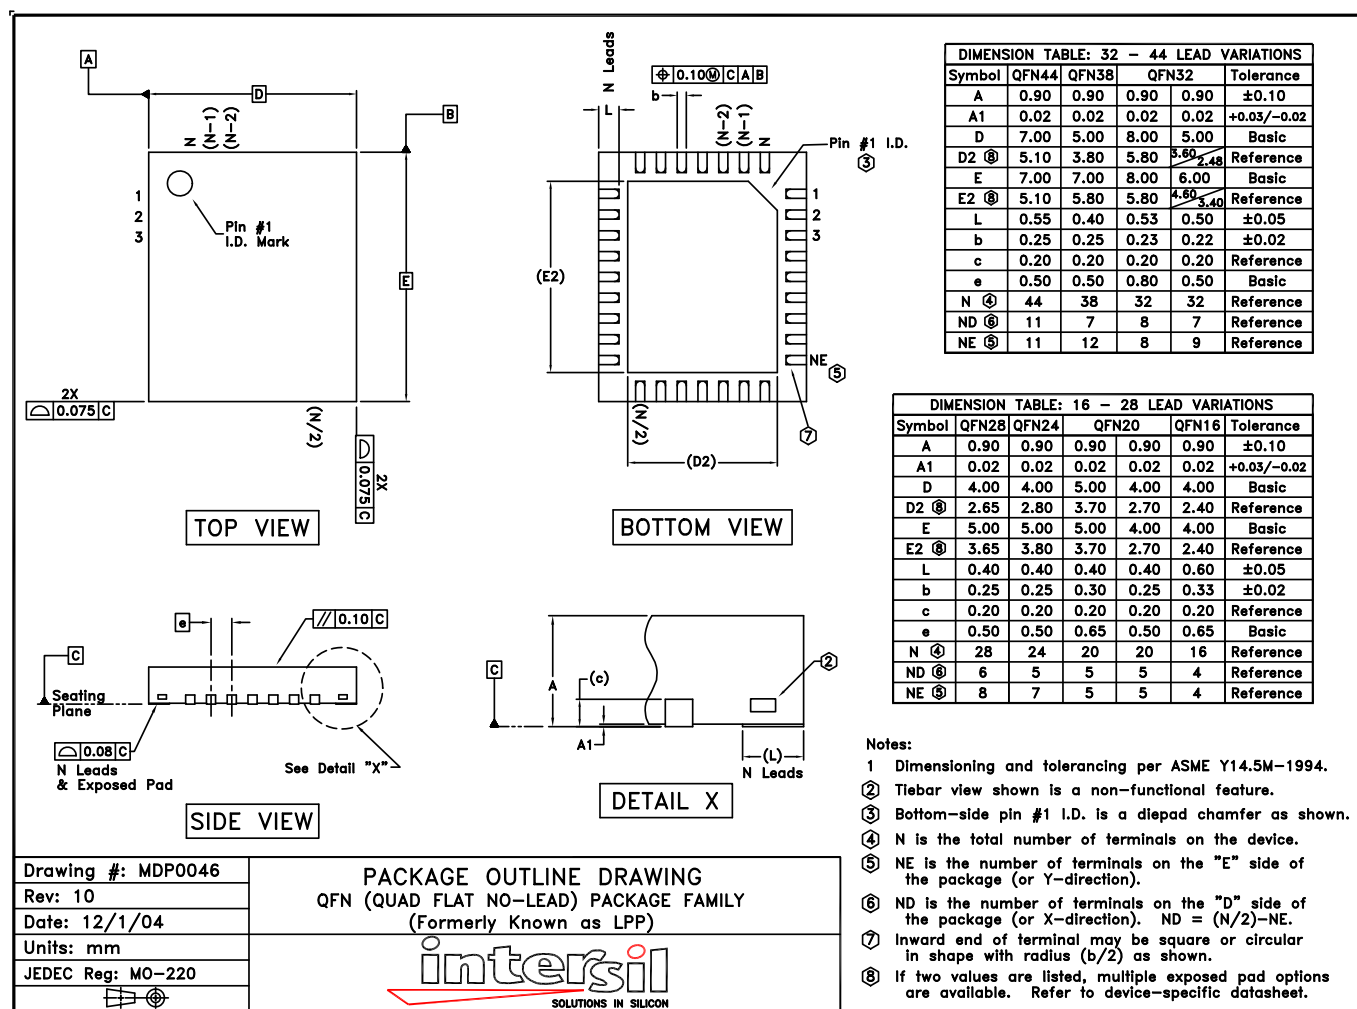 A
D
N
(N-1)
(N-2)
B
1
2
3
Pin #1
I.D. Mark
E
2X
0.075 C
(N/2)
0.075 C
2X
TOP VIEW
N Leads
L
b
0.10 M C A B
(N-2)
(N-1)
N
Pin #1 I.D.
3
1
2
3
(E2)
NE
5
7
(N/2)
(D2)
BOTTOM VIEW
DIMENSION TABLE: 32 - 44 LEAD VARIATIONS
Symbol QFN44 QFN38 QFN32 Tolerance
A 0.90 0.90 0.90 0.90 ±0.10
A1 0.02 0.02 0.02 0.02 +0.03/-0.02
D 7.00 5.00 8.00 5.00 Basic
D2 8 5.10 3.80 5.80 3.60/2.48 Reference
E 7.00 7.00 8.00 6.00 Basic
E2 8 5.10 5.80 5.80 4.60/3.40 Reference
L 0.55 0.40 0.53 0.50 ±0.05
b 0.25 0.25 0.23 0.22 ±0.02
c 0.20 0.20 0.20 0.20 Reference
e 0.50 0.50 0.80 0.50 Basic
N 4 44 38 32 32 Reference
ND 6 11 7 8 7 Reference
NE 5 11 12 8 9 Reference
DIMENSION TABLE: 16 - 28 LEAD VARIATIONS
Symbol QFN28 QFN24 QFN20 QFN16 Tolerance
A 0.90 0.90 0.90 0.90 0.90 ±0.10
A1 0.02 0.02 0.02 0.02 0.02 +0.03/-0.02
D 4.00 4.00 5.00 4.00 4.00 Basic
D2 8 2.65 2.80 3.70 2.70 2.40 Reference
E 5.00 5.00 5.00 4.00 4.00 Basic
E2 8 3.65 3.80 3.70 2.70 2.40 Reference
L 0.40 0.40 0.40 0.40 0.60 ±0.05
b 0.25 0.25 0.30 0.25 0.33 ±0.02
c 0.20 0.20 0.20 0.20 0.20 Reference
e 0.50 0.50 0.65 0.50 0.65 Basic
N 4 28 24 20 20 16 Reference
ND 6 6 5 5 5 4 Reference
NE 5 8 7 5 5 4 Reference
e
// 0.10 C
C
Seating
Plane
0.08 C
N Leads
& Exposed Pad
See Detail "X"
SIDE VIEW
C
A
(c)
2
A1
(L)
N Leads
DETAIL X
Notes:
1 Dimensioning and tolerancing per ASME Y14.5M-1994.
2 Tiebar view shown is a non-functional feature.
3 Bottom-side pin #1 I.D. is a diepad chamfer as shown.
4 N is the total number of terminals on the device.
5 NE is the number of terminals on the "E" side of
the package (or Y-direction).
6 ND is the number of terminals on the "D" side of
the package (or X-direction). ND = (N/2)-NE.
7 Inward end of terminal may be square or circular
in shape with radius (b/2) as shown.
8 If two values are listed, multiple exposed pad options
are available. Refer to device-specific datasheet.
Drawing #: MDP0046
Rev: 10
Date: 12/1/04
Units: mm
JEDEC Reg: MO-220
PACKAGE OUTLINE DRAWING
QFN (QUAD FLAT NO-LEAD) PACKAGE FAMILY
(Formerly Known as LPP)
intersil
SOLUTIONS IN SILICON